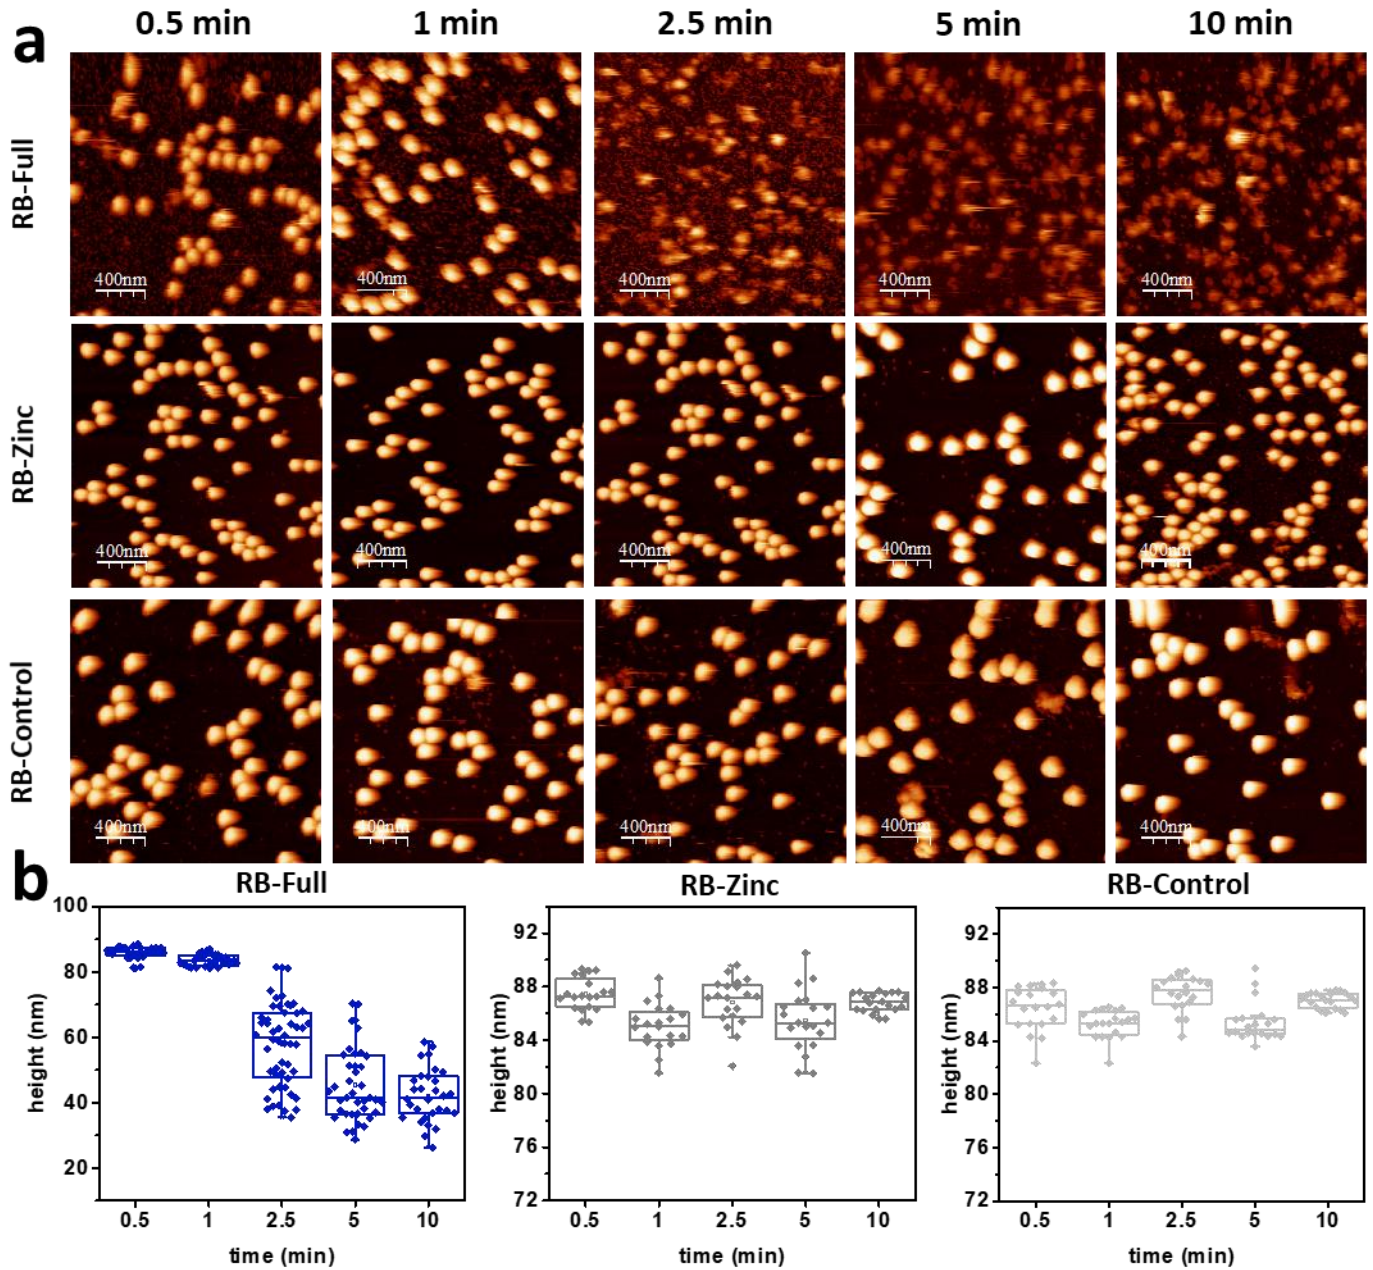 a
0.5 min 1 min 2.5 min 5 min 10 min
RB-Full
400nm 400nm 400nm 400nm 400nm
RB-Zinc
400nm 400nm 400nm 400nm 400nm
RB-Control
400nm 400nm 400nm 400nm 400nm
b
RB-Full
height (nm)
100
80
60
40
20
0.5 1 2.5 5 10
time (min)
RB-Zinc
height (nm)
92
88
84
80
76
72
0.5 1 2.5 5 10
time (min)
RB-Control
height (nm)
92
88
84
80
76
72
0.5 1 2.5 5 10
time (min)